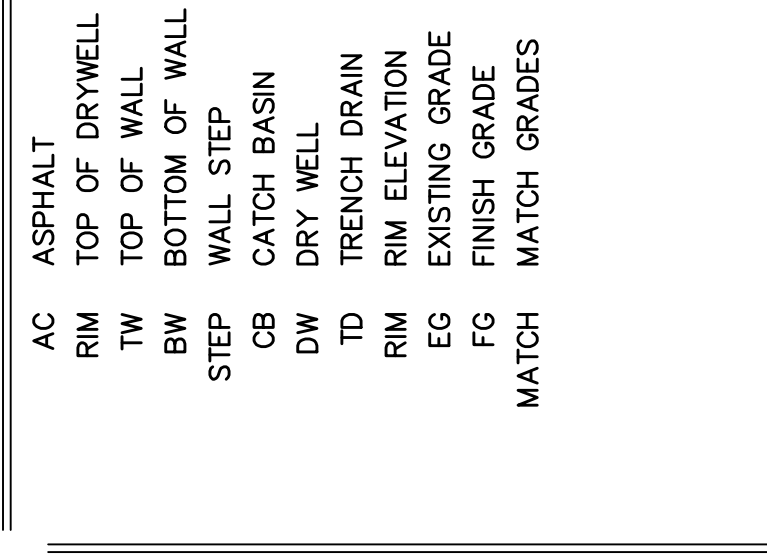 AC ASPHALT
RIM TOP OF DRYWELL
TW TOP OF WALL
BW BOTTOM OF WALL
STEP WALL STEP
CB CATCH BASIN
DW DRY WELL
TD TRENCH DRAIN
RIM RIM ELEVATION
EG EXISTING GRADE
FG FINISH GRADE
MATCH MATCH GRADES